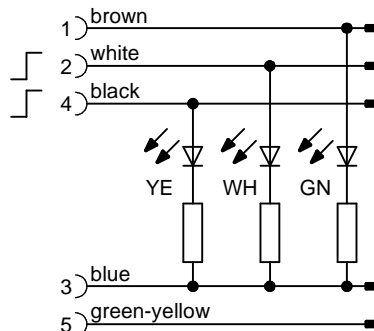 1 brown
2 white
4 black
YE WH GN
3 blue
5 green-yellow